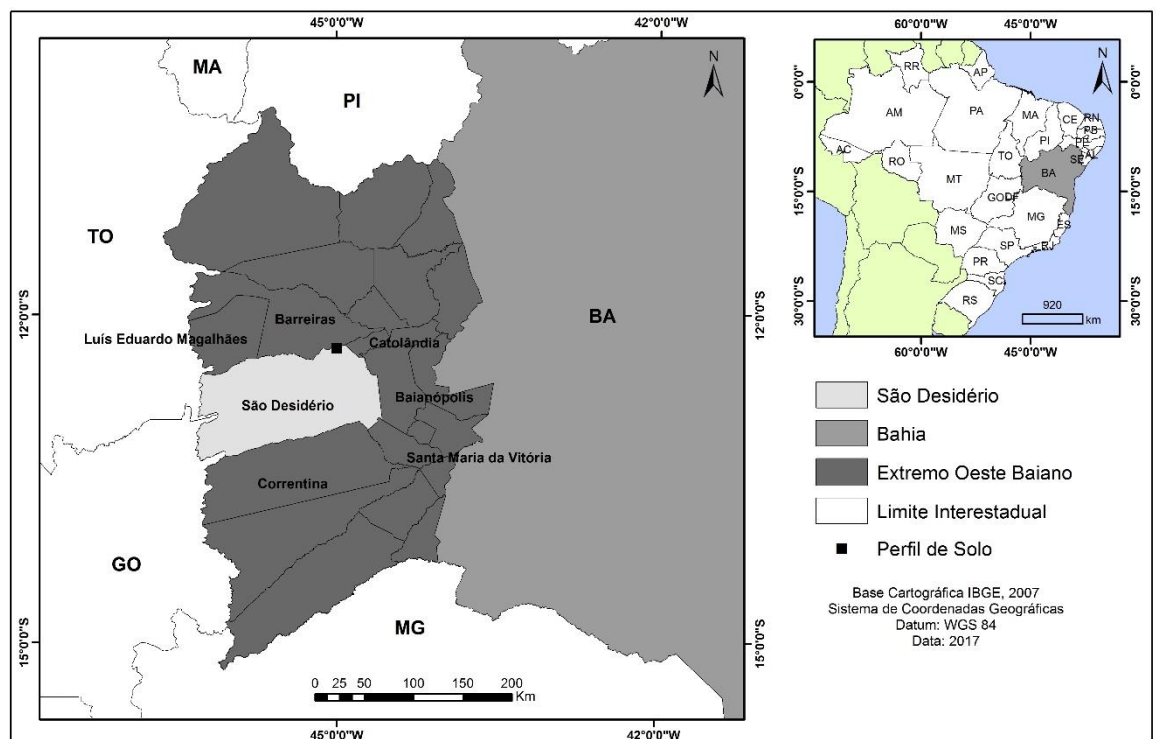 45°0'0"W
42°0'0"W
MA
PI
TO
BA
GO
MG
N
12°0'0"S
15°0'0"S
Barreiras
Luís Eduardo Magalhães
Catolândia
São Desidério
Baianópolis
Santa Maria da Vitória
Correntina
0 25 50 100 150 200
Km
12°0'0"S
15°0'0"S
45°0'0"W
42°0'0"W
60°0'0"W
45°0'0"W
N
0°0'0"
15°0'0"S
30°0'0"S
RR
AP
AM
PA
MA
CE
RN
PB
PI
PE
AL
SE
AC
RO
TO
BA
MT
GO
DF
MG
ES
MS
SP
RJ
PR
SC
RS
920
km
0°0'0"
15°0'0"S
30°0'0"S
60°0'0"W
45°0'0"W
São Desidério
Bahia
Extremo Oeste Baiano
Limite Interestadual
Perfil de Solo
Base Cartográfica IBGE, 2007
Sistema de Coordenadas Geográficas
Datum: WGS 84
Data: 2017